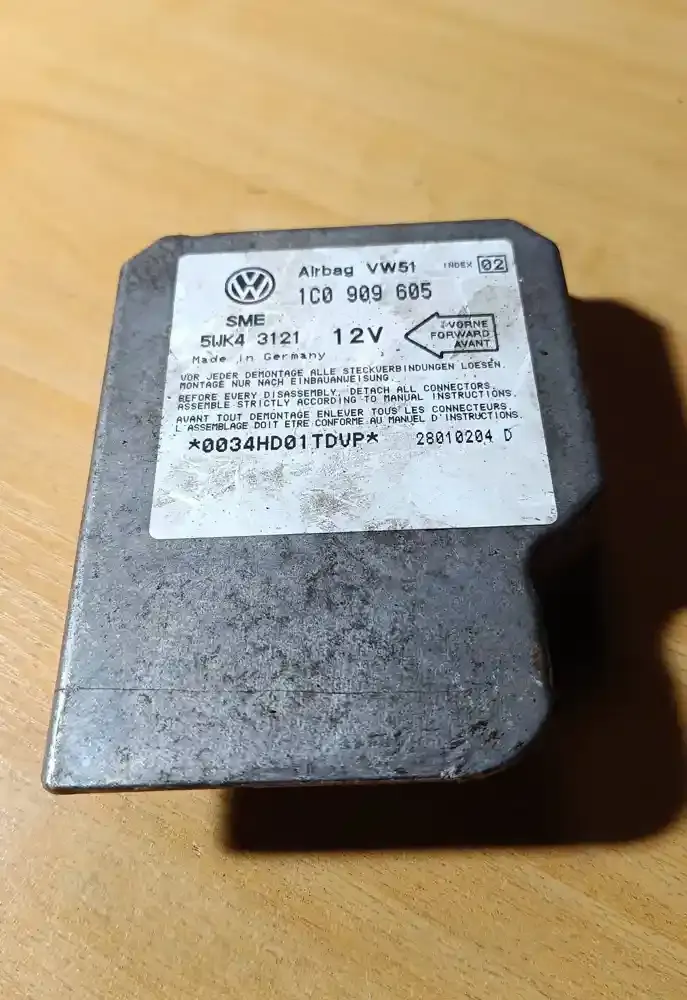 Airbag VW51 INDEX 02
1C0 909 605
SME
5WK4 3121 12V
VORNE
FORWARD
AVANT
Made in Germany
VOR JEDER DEMONTAGE ALLE STECKVERBINDUNGEN LOESEN.
MONTAGE NUR NACH EINBAUANWEISUNG.
BEFORE EVERY DISASSEMBLY, DETACH ALL CONNECTORS.
ASSEMBLE STRICTLY ACCORDING TO MANUAL INSTRUCTIONS.
AVANT TOUT DEMONTAGE ENLEVER TOUS LES CONNECTEURS.
L'ASSEMBLAGE DOIT ETRE CONFORME AU MANUEL D'INSTRUCTIONS.
*0034HD01TDVP* 28010204 D